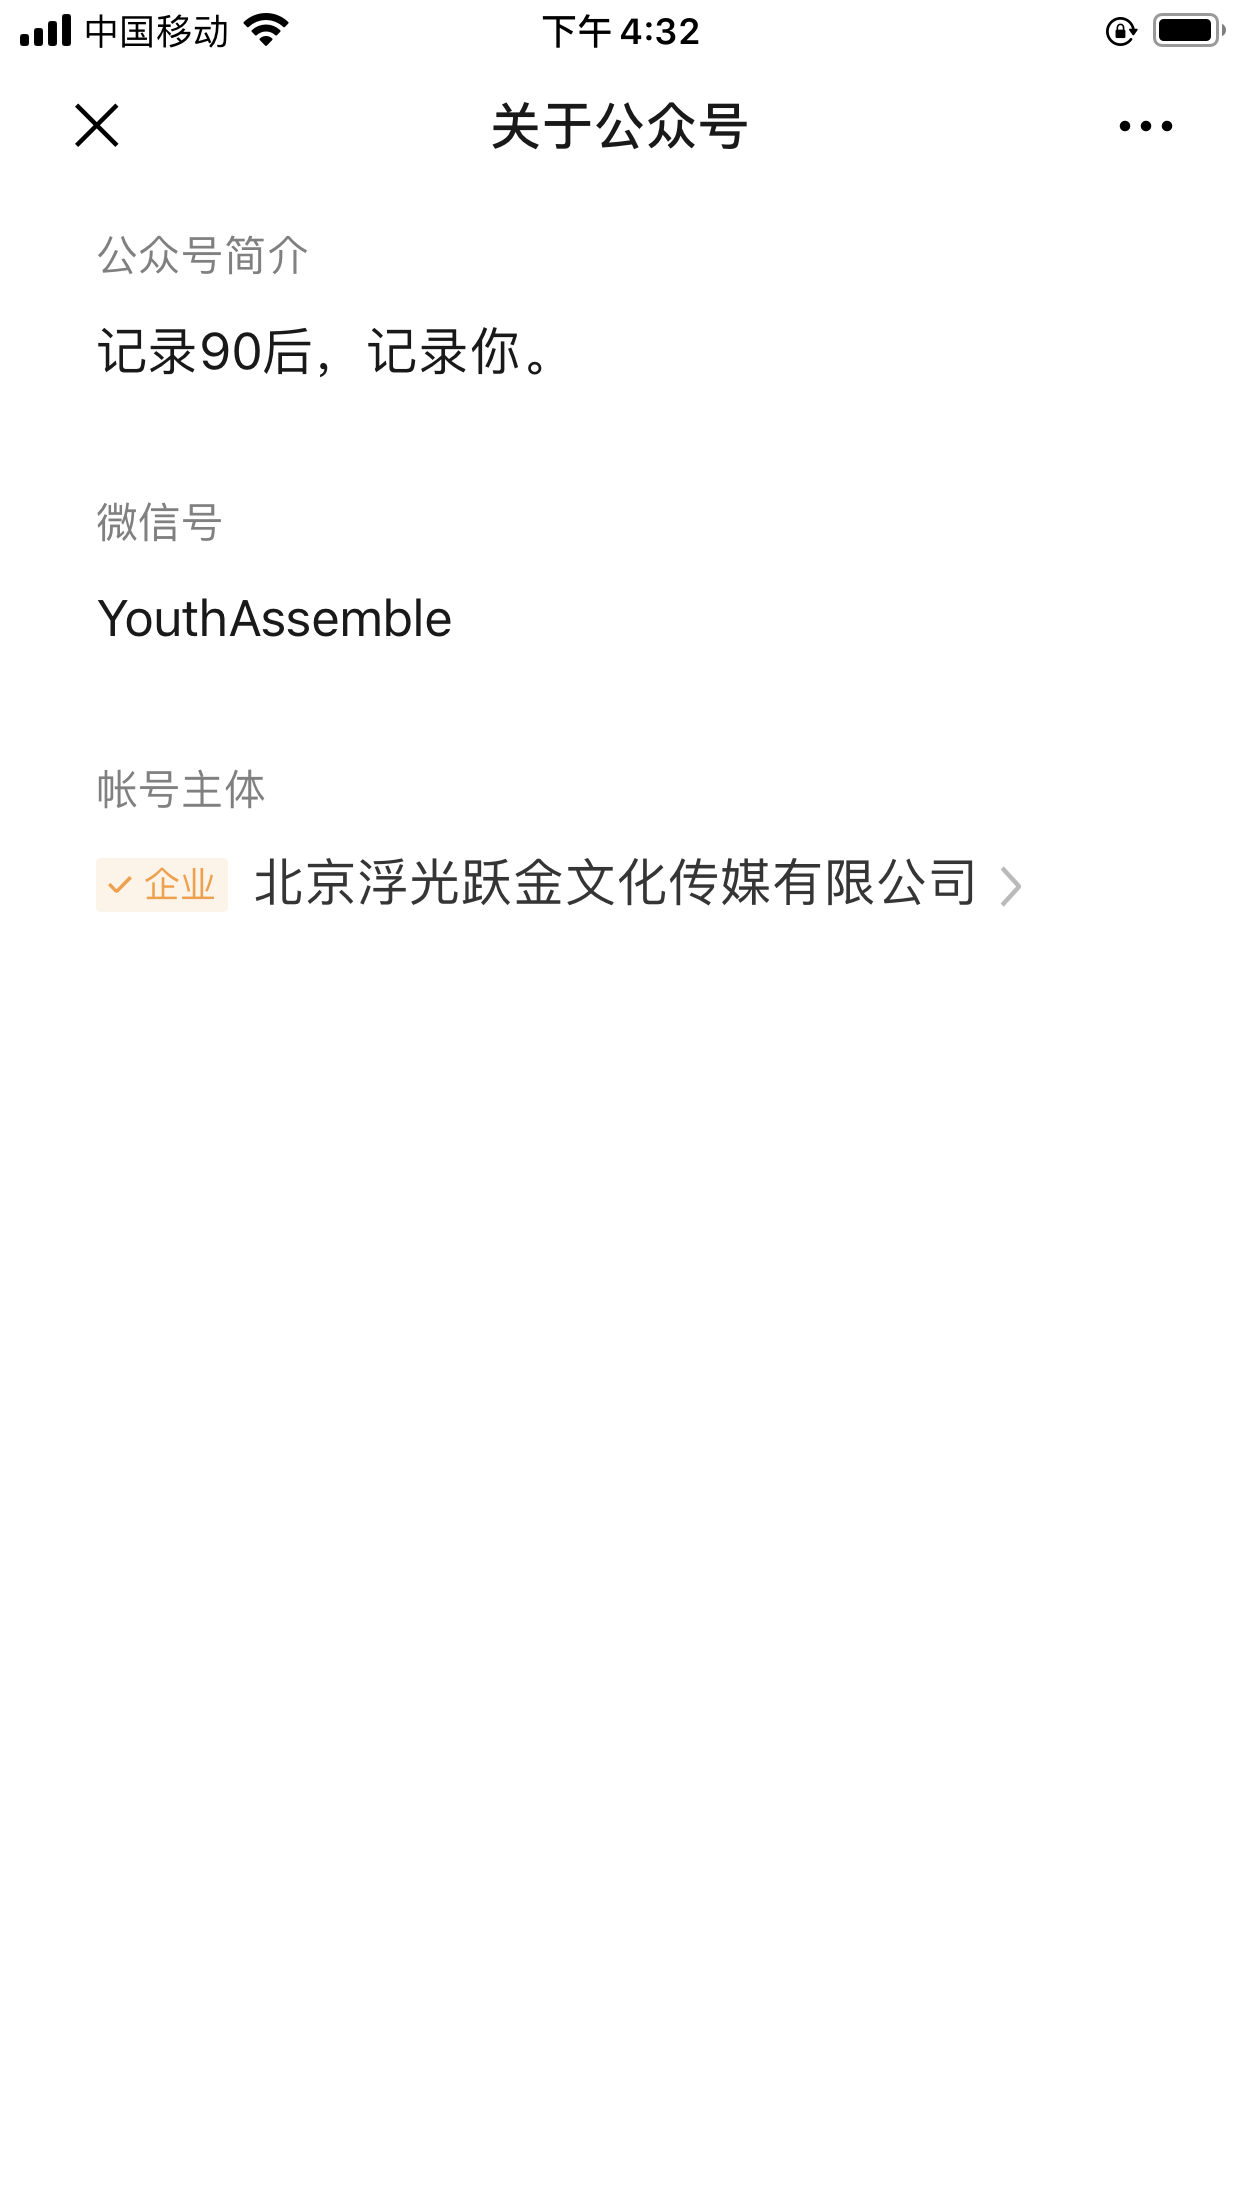 中国移动
下午 4:32
关于公众号
公众号简介
记录90后，记录你。
微信号
YouthAssemble
帐号主体
企业 北京浮光跃金文化传媒有限公司